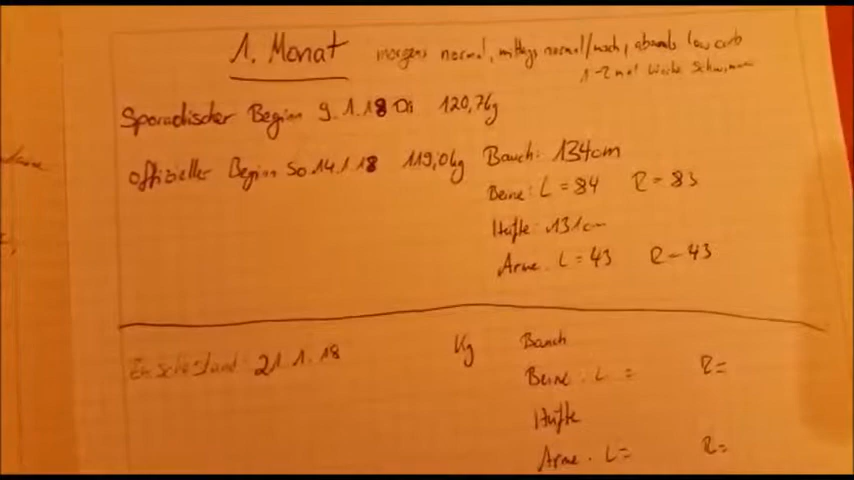 1. Monat morgens normal, mittags normal/nach, abends low carb
1-2 mal Woche Schwimmen
Sporadischer Beginn 9.1.18 Di 120,7kg
offizieller Beginn So 14.1.18 119,0kg Bauch: 134cm
Beine: L = 84 R = 83
Hüfte: 131cm
Arme: L = 43 R = 43
21.1.18 Kg Bauch
Beine: L = R =
Hüfte
Arme: L = R =